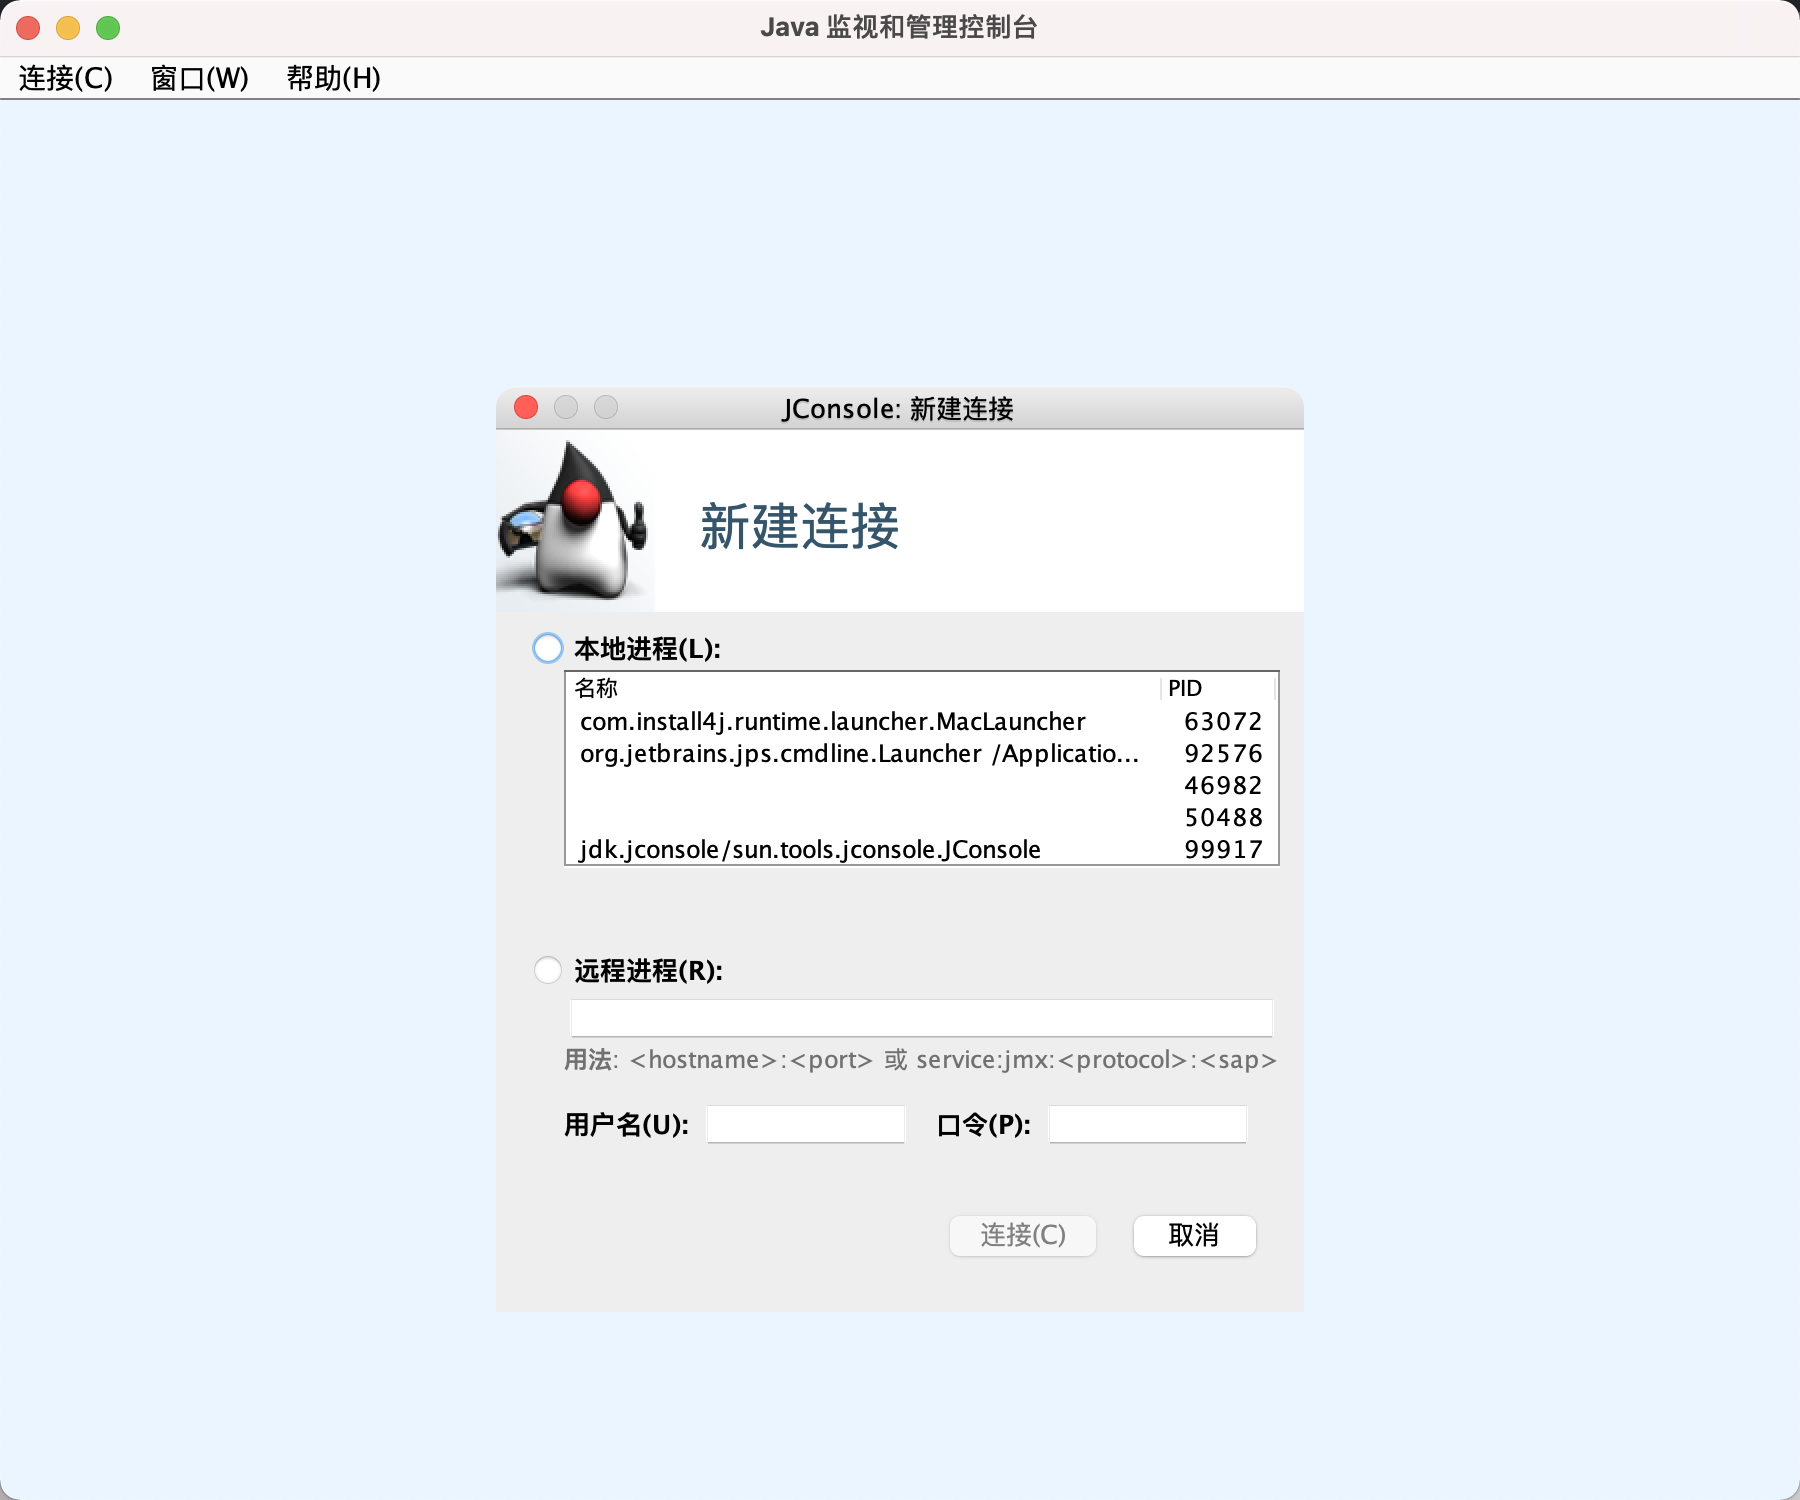 Java 监视和管理控制台
连接(C) 窗口(W) 帮助(H)
JConsole: 新建连接
新建连接
本地进程(L):
名称 PID
com.install4j.runtime.launcher.MacLauncher 63072
org.jetbrains.jps.cmdline.Launcher /Applicatio... 92576
46982
50488
jdk.jconsole/sun.tools.jconsole.JConsole 99917
远程进程(R):
用法: <hostname>:<port> 或 service:jmx:<protocol>:<sap>
用户名(U): 口令(P):
连接(C) 取消